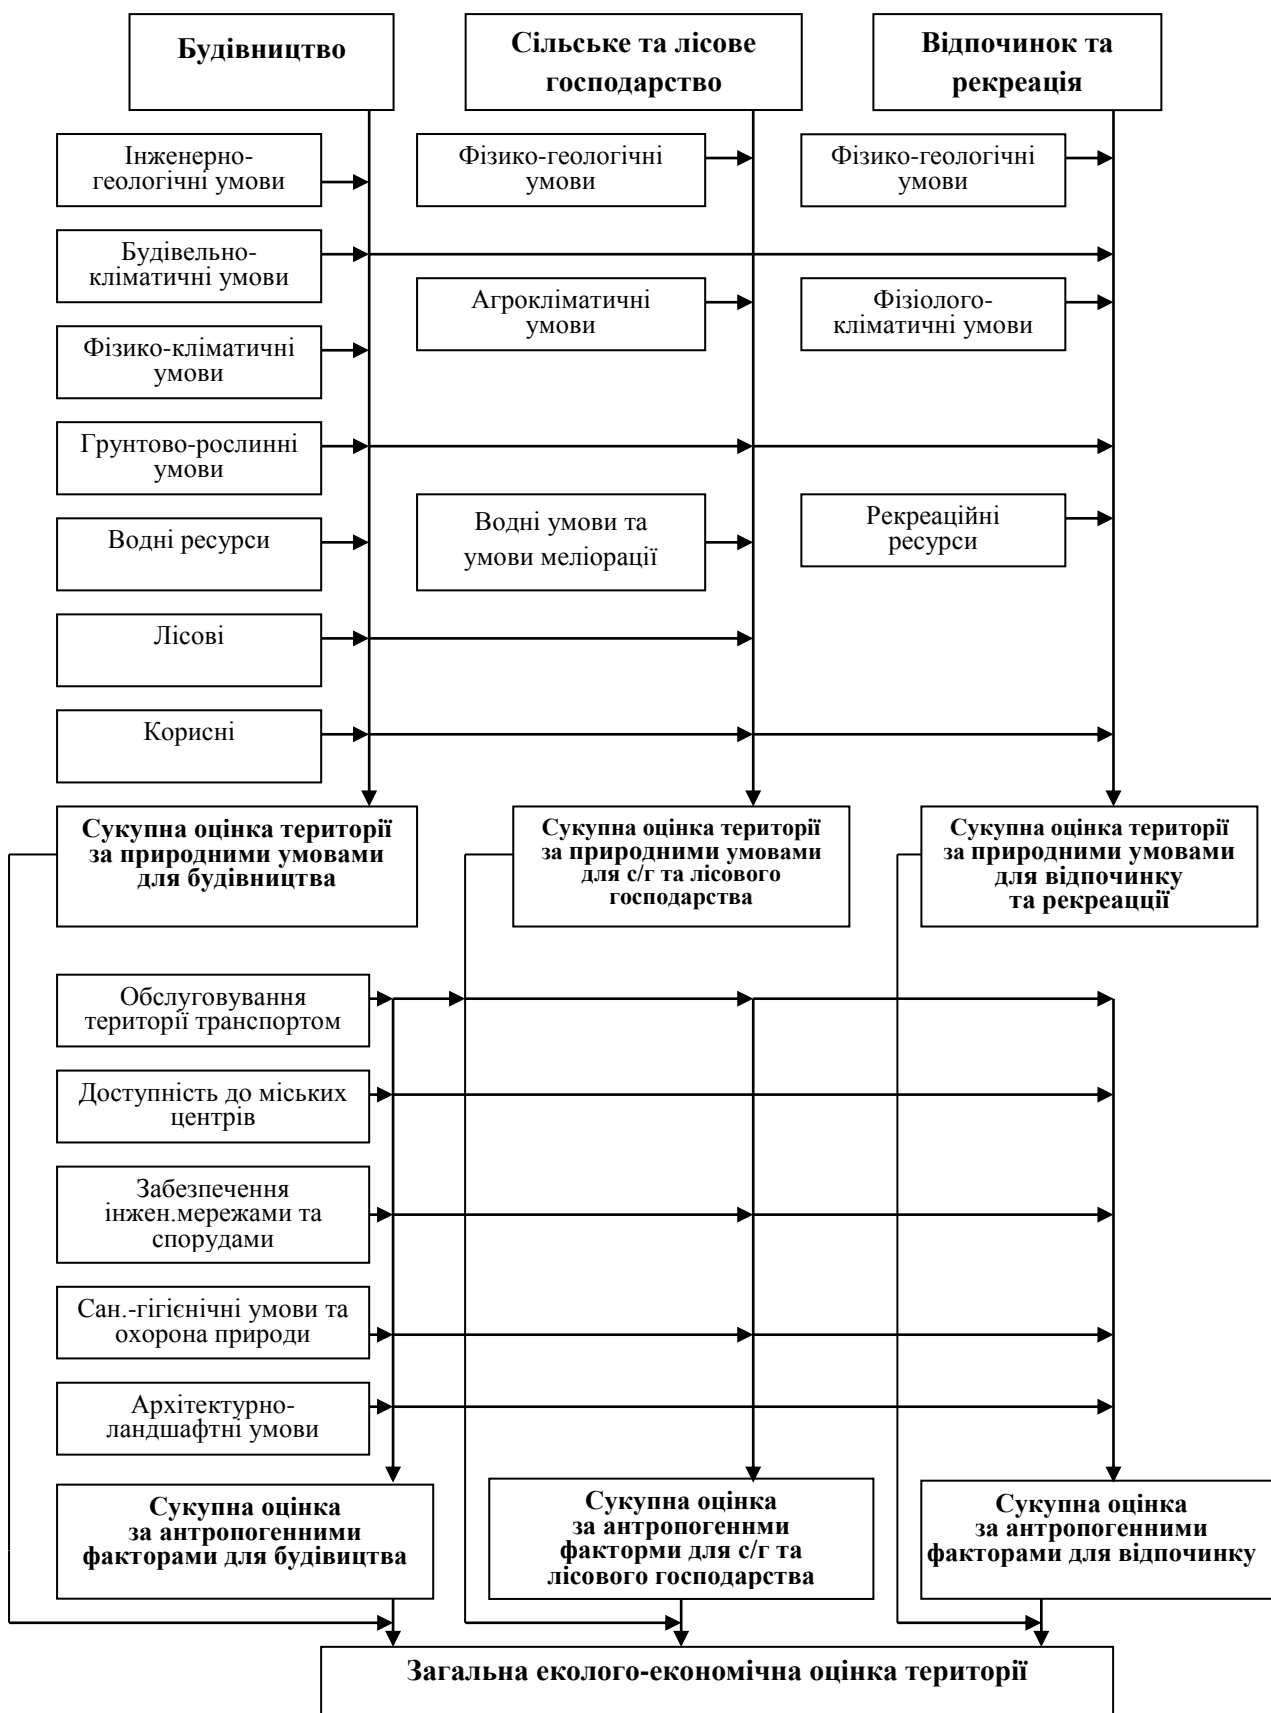 Будівництво
Сільське та лісове
господарство
Відпочинок та
рекреація
Інженерно-
геологічні умови
Фізико-геологічні
умови
Фізико-геологічні
умови
Будівельно-
кліматичні умови
Агрокліматичні
умови
Фізіолого-
кліматичні умови
Фізико-кліматичні
умови
Грунтово-рослинні
умови
Водні ресурси
Водні умови та
умови меліорації
Рекреаційні
ресурси
Лісові
Корисні
Сукупна оцінка території
за природними умовами
для будівництва
Сукупна оцінка території
за природними умовами
для с/г та лісового
господарства
Сукупна оцінка території
за природними умовами
для відпочинку
та рекреацції
Обслуговування
території транспортом
Доступність до міських
центрів
Забезпечення
інжен.мережами та
спорудами
Сан.-гігієнічні умови та
охорона природи
Архітектурно-
ландшафтні умови
Сукупна оцінка
за антропогенними
факторами для будівицтва
Сукупна оцінка
за антропогеннми
факторми для с/г та
лісового господарства
Сукупна оцінка
за антропогенними
факторами для відпочинку
Загальна еколого-економічна оцінка території